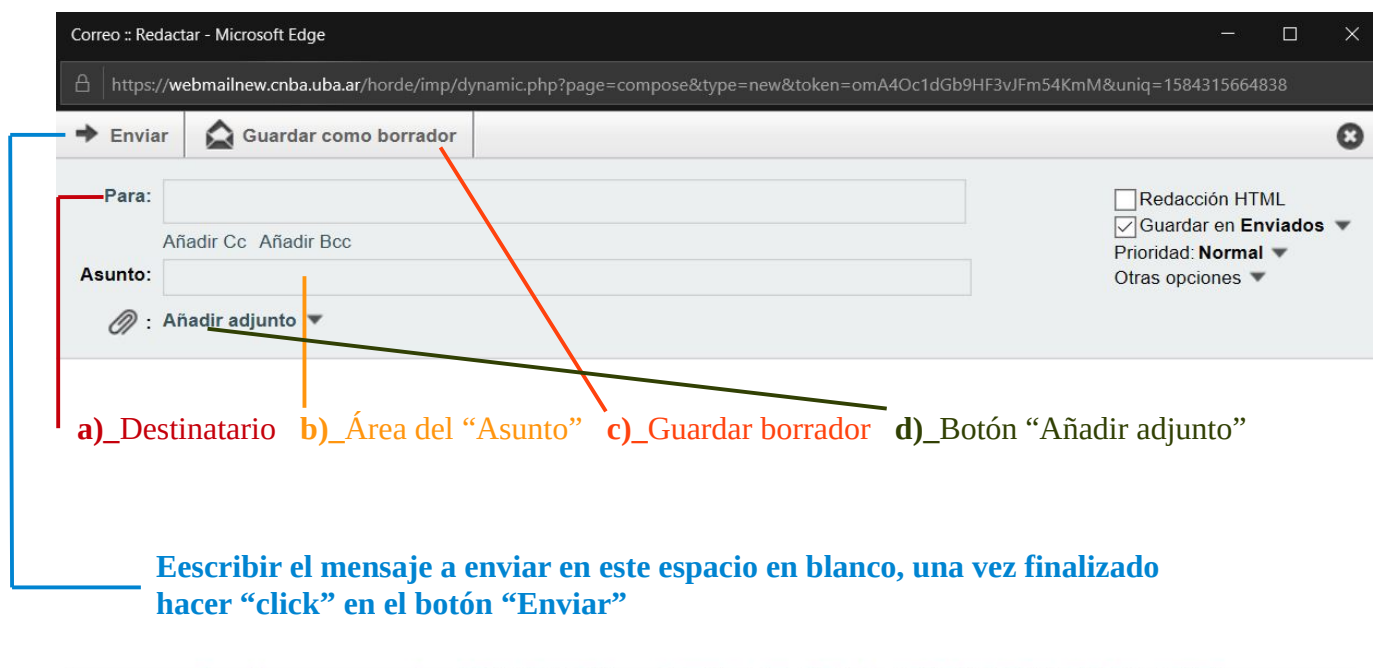 Correo :: Redactar - Microsoft Edge
https://webmailnew.cnba.uba.ar/horde/imp/dynamic.php?page=compose&type=new&token=omA4Oc1dGb9HF3vJFm54KmM&uniq=1584315664838
Enviar Guardar como borrador
Para:
Redacción HTML
Guardar en Enviados
Añadir Cc Añadir Bcc
Prioridad: Normal
Asunto:
Otras opciones
: Añadir adjunto
a)_Destinatario b)_Área del “Asunto” c)_Guardar borrador d)_Botón “Añadir adjunto”
Eescribir el mensaje a enviar en este espacio en blanco, una vez finalizado
hacer “click” en el botón “Enviar”